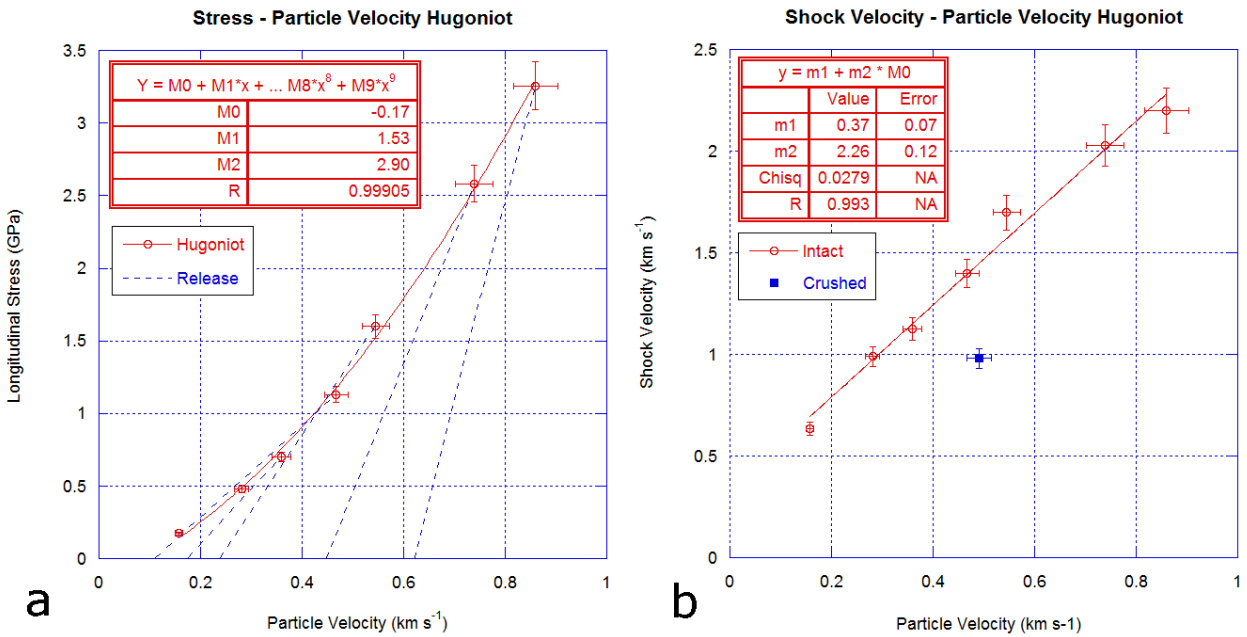 Stress - Particle Velocity Hugoniot
3.5
3
2.5
2
1.5
1
0.5
0
Longitudinal Stress (GPa)
Y = M0 + M1*x + ... M8*x⁸ + M9*x⁹
M0 -0.17
M1 1.53
M2 2.90
R 0.99905
Hugoniot
Release
0 0.2 0.4 0.6 0.8 1
Particle Velocity (km s⁻¹)
a
Shock Velocity - Particle Velocity Hugoniot
2.5
2
1.5
1
0.5
0
Shock Velocity (km s⁻¹)
y = m1 + m2 * M0
Value Error
m1 0.37 0.07
m2 2.26 0.12
Chisq 0.0279 NA
R 0.993 NA
Intact
Crushed
0 0.2 0.4 0.6 0.8 1
Particle Velocity (km s-1)
b